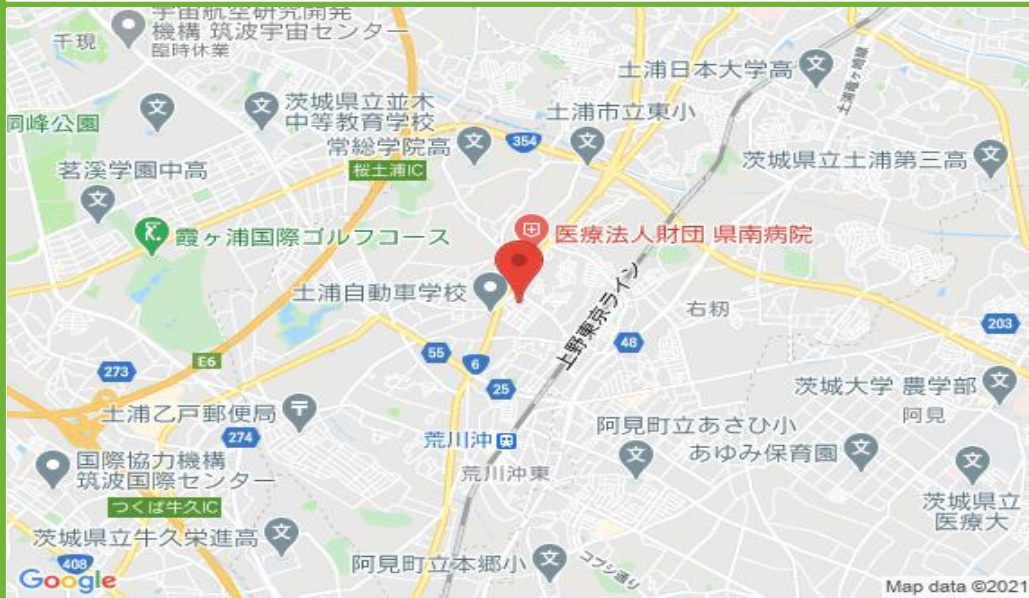 宇宙航空研究開発
機構 筑波宇宙センター
臨時休業
千現
土浦日本大学高
土浦竜ヶ崎線
茨城県立並木
中等教育学校
土浦市立東小
同峰公園
常総学院高
354
茨城県立土浦第三高
桜土浦IC
茗溪学園中高
霞ヶ浦国際ゴルフコース
医療法人財団 県南病院
土浦自動車学校
上野東京ライン
右籾
203
48
55
6
E6
273
25
茨城大学 農学部
阿見
土浦乙戸郵便局
274
荒川沖
阿見町立あさひ小
あゆみ保育園
国際協力機構
筑波国際センター
荒川沖東
つくば牛久IC
茨城県立
医療大
茨城県立牛久栄進高
阿見町立本郷小
コブシ通り
408
Google
Map data ©2021